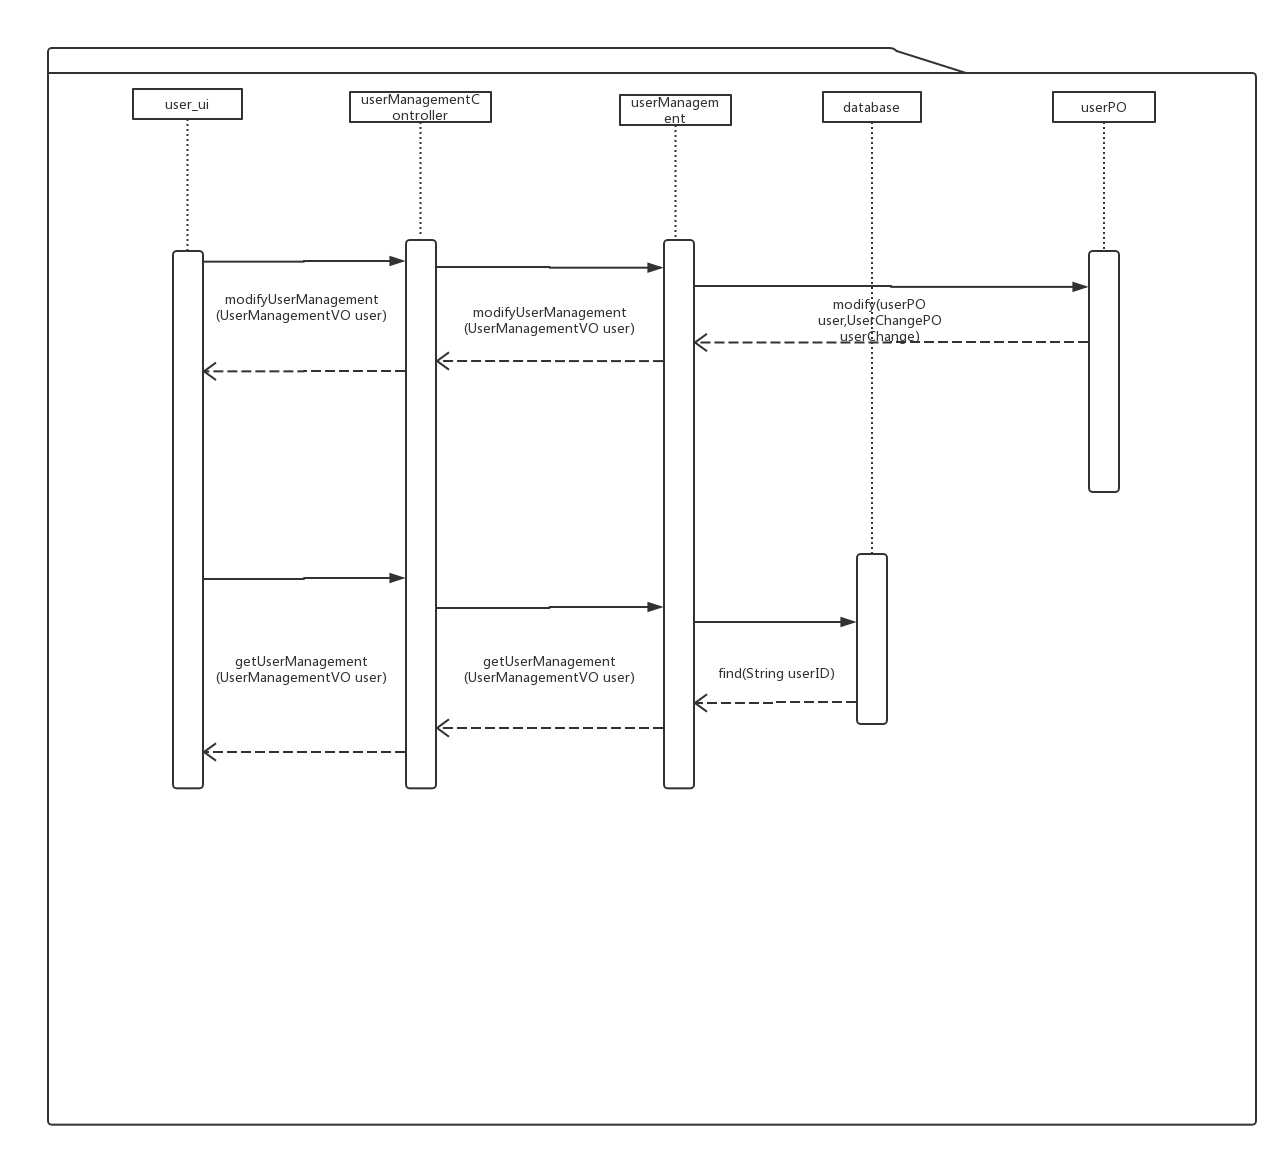 user_ui
userManagementC
ontroller
userManagem
ent
database
userPO
modifyUserManagement
(UserManagementVO user)
modifyUserManagement
(UserManagementVO user)
modify(userPO
user,UserChangePO
userChange)
getUserManagement
(UserManagementVO user)
getUserManagement
(UserManagementVO user)
find(String userID)